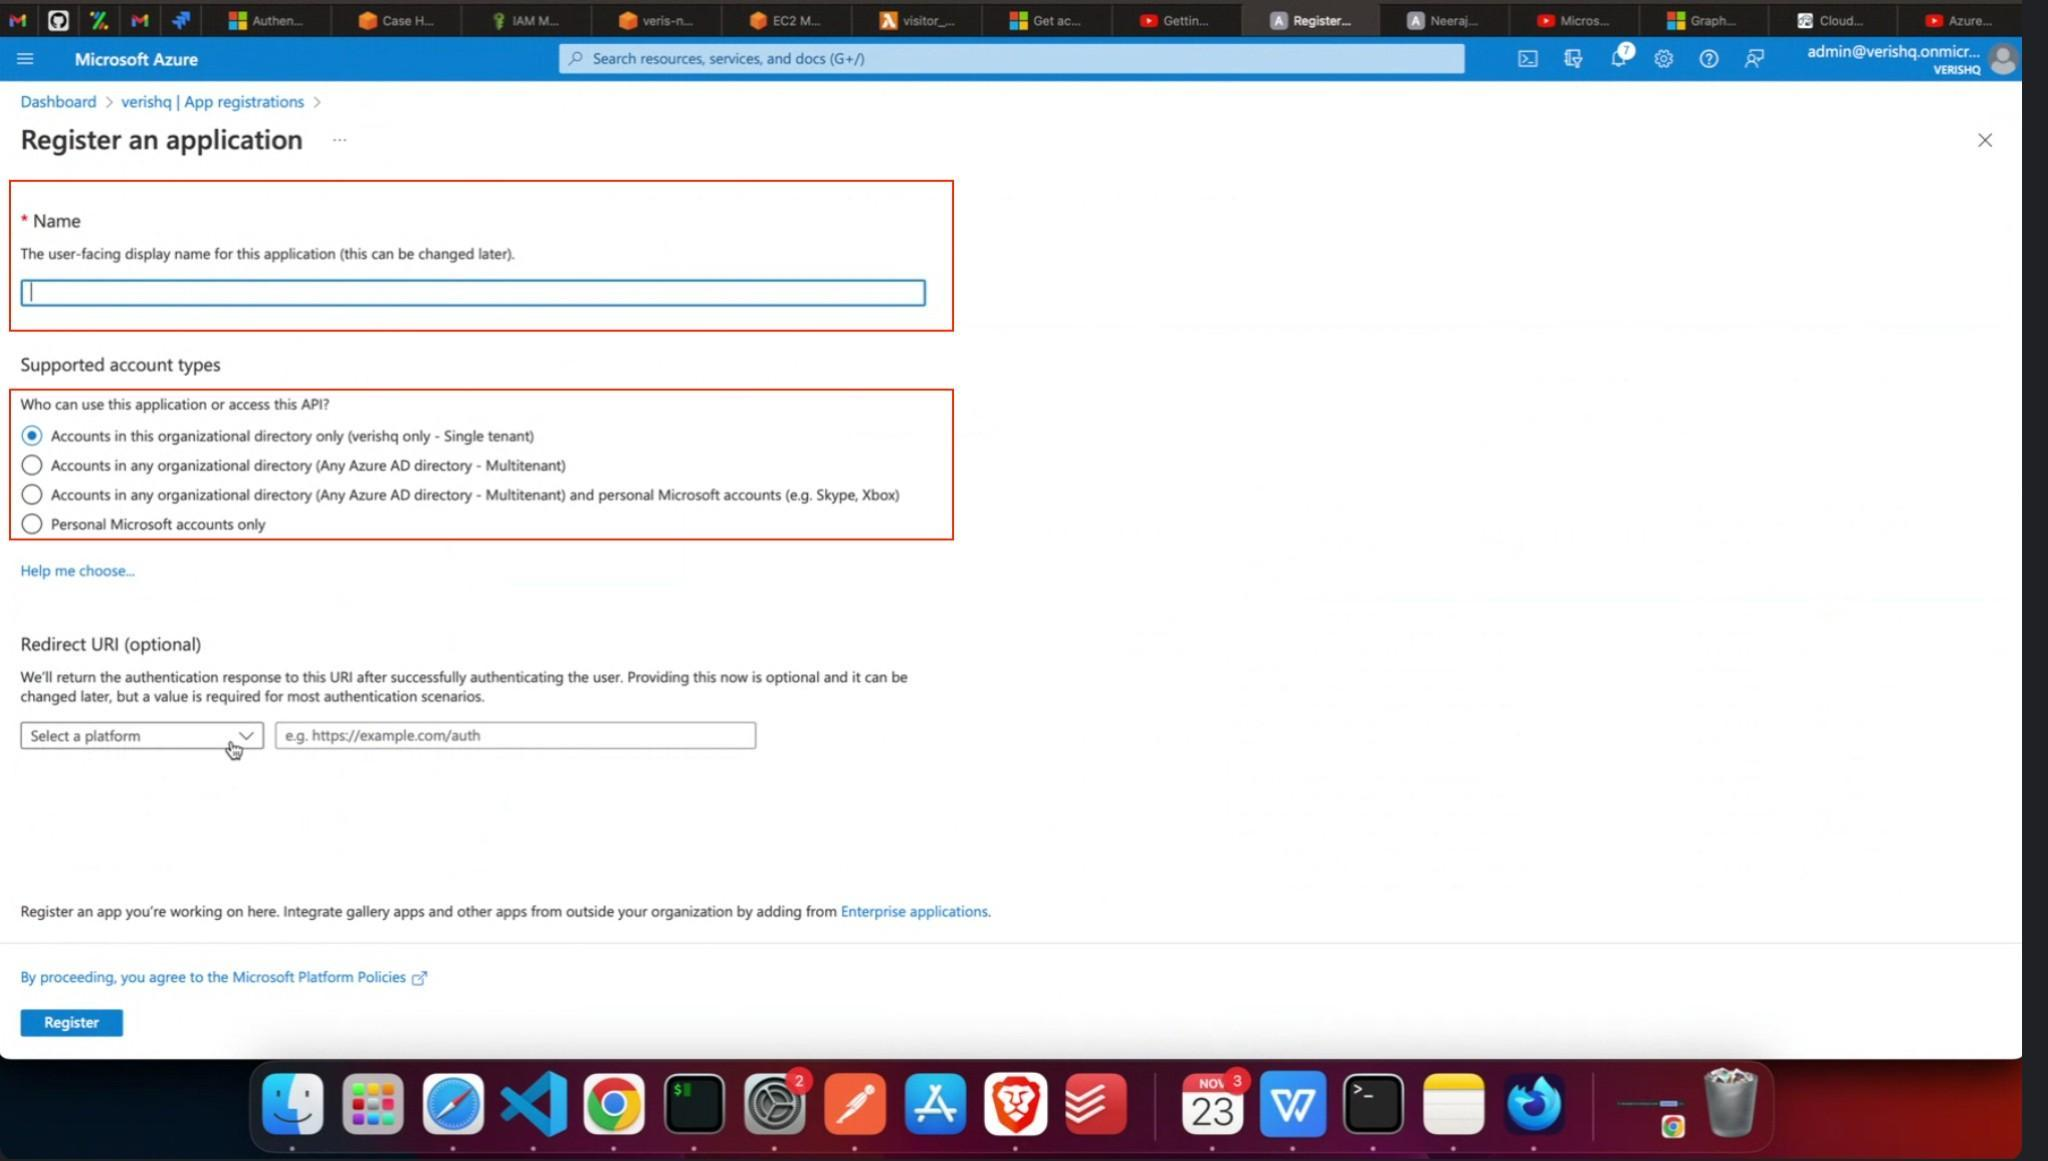 Authen...
Case H...
IAM M...
veris-n...
EC2 M...
visitor_...
Get ac...
Gettin...
Register...
Neeraj...
Micros...
Graph...
Cloud...
Azure...
Microsoft Azure
Search resources, services, and docs (G+/)
7
admin@verishq.onmicr...
VERISHQ
Dashboard > verishq | App registrations >
Register an application ...
* Name
The user-facing display name for this application (this can be changed later).
Supported account types
Who can use this application or access this API?
Accounts in this organizational directory only (verishq only - Single tenant)
Accounts in any organizational directory (Any Azure AD directory - Multitenant)
Accounts in any organizational directory (Any Azure AD directory - Multitenant) and personal Microsoft accounts (e.g. Skype, Xbox)
Personal Microsoft accounts only
Help me choose...
Redirect URI (optional)
We'll return the authentication response to this URI after successfully authenticating the user. Providing this now is optional and it can be
changed later, but a value is required for most authentication scenarios.
Select a platform
e.g. https://example.com/auth
Register an app you're working on here. Integrate gallery apps and other apps from outside your organization by adding from Enterprise applications.
By proceeding, you agree to the Microsoft Platform Policies
Register
2
NOV 3
23